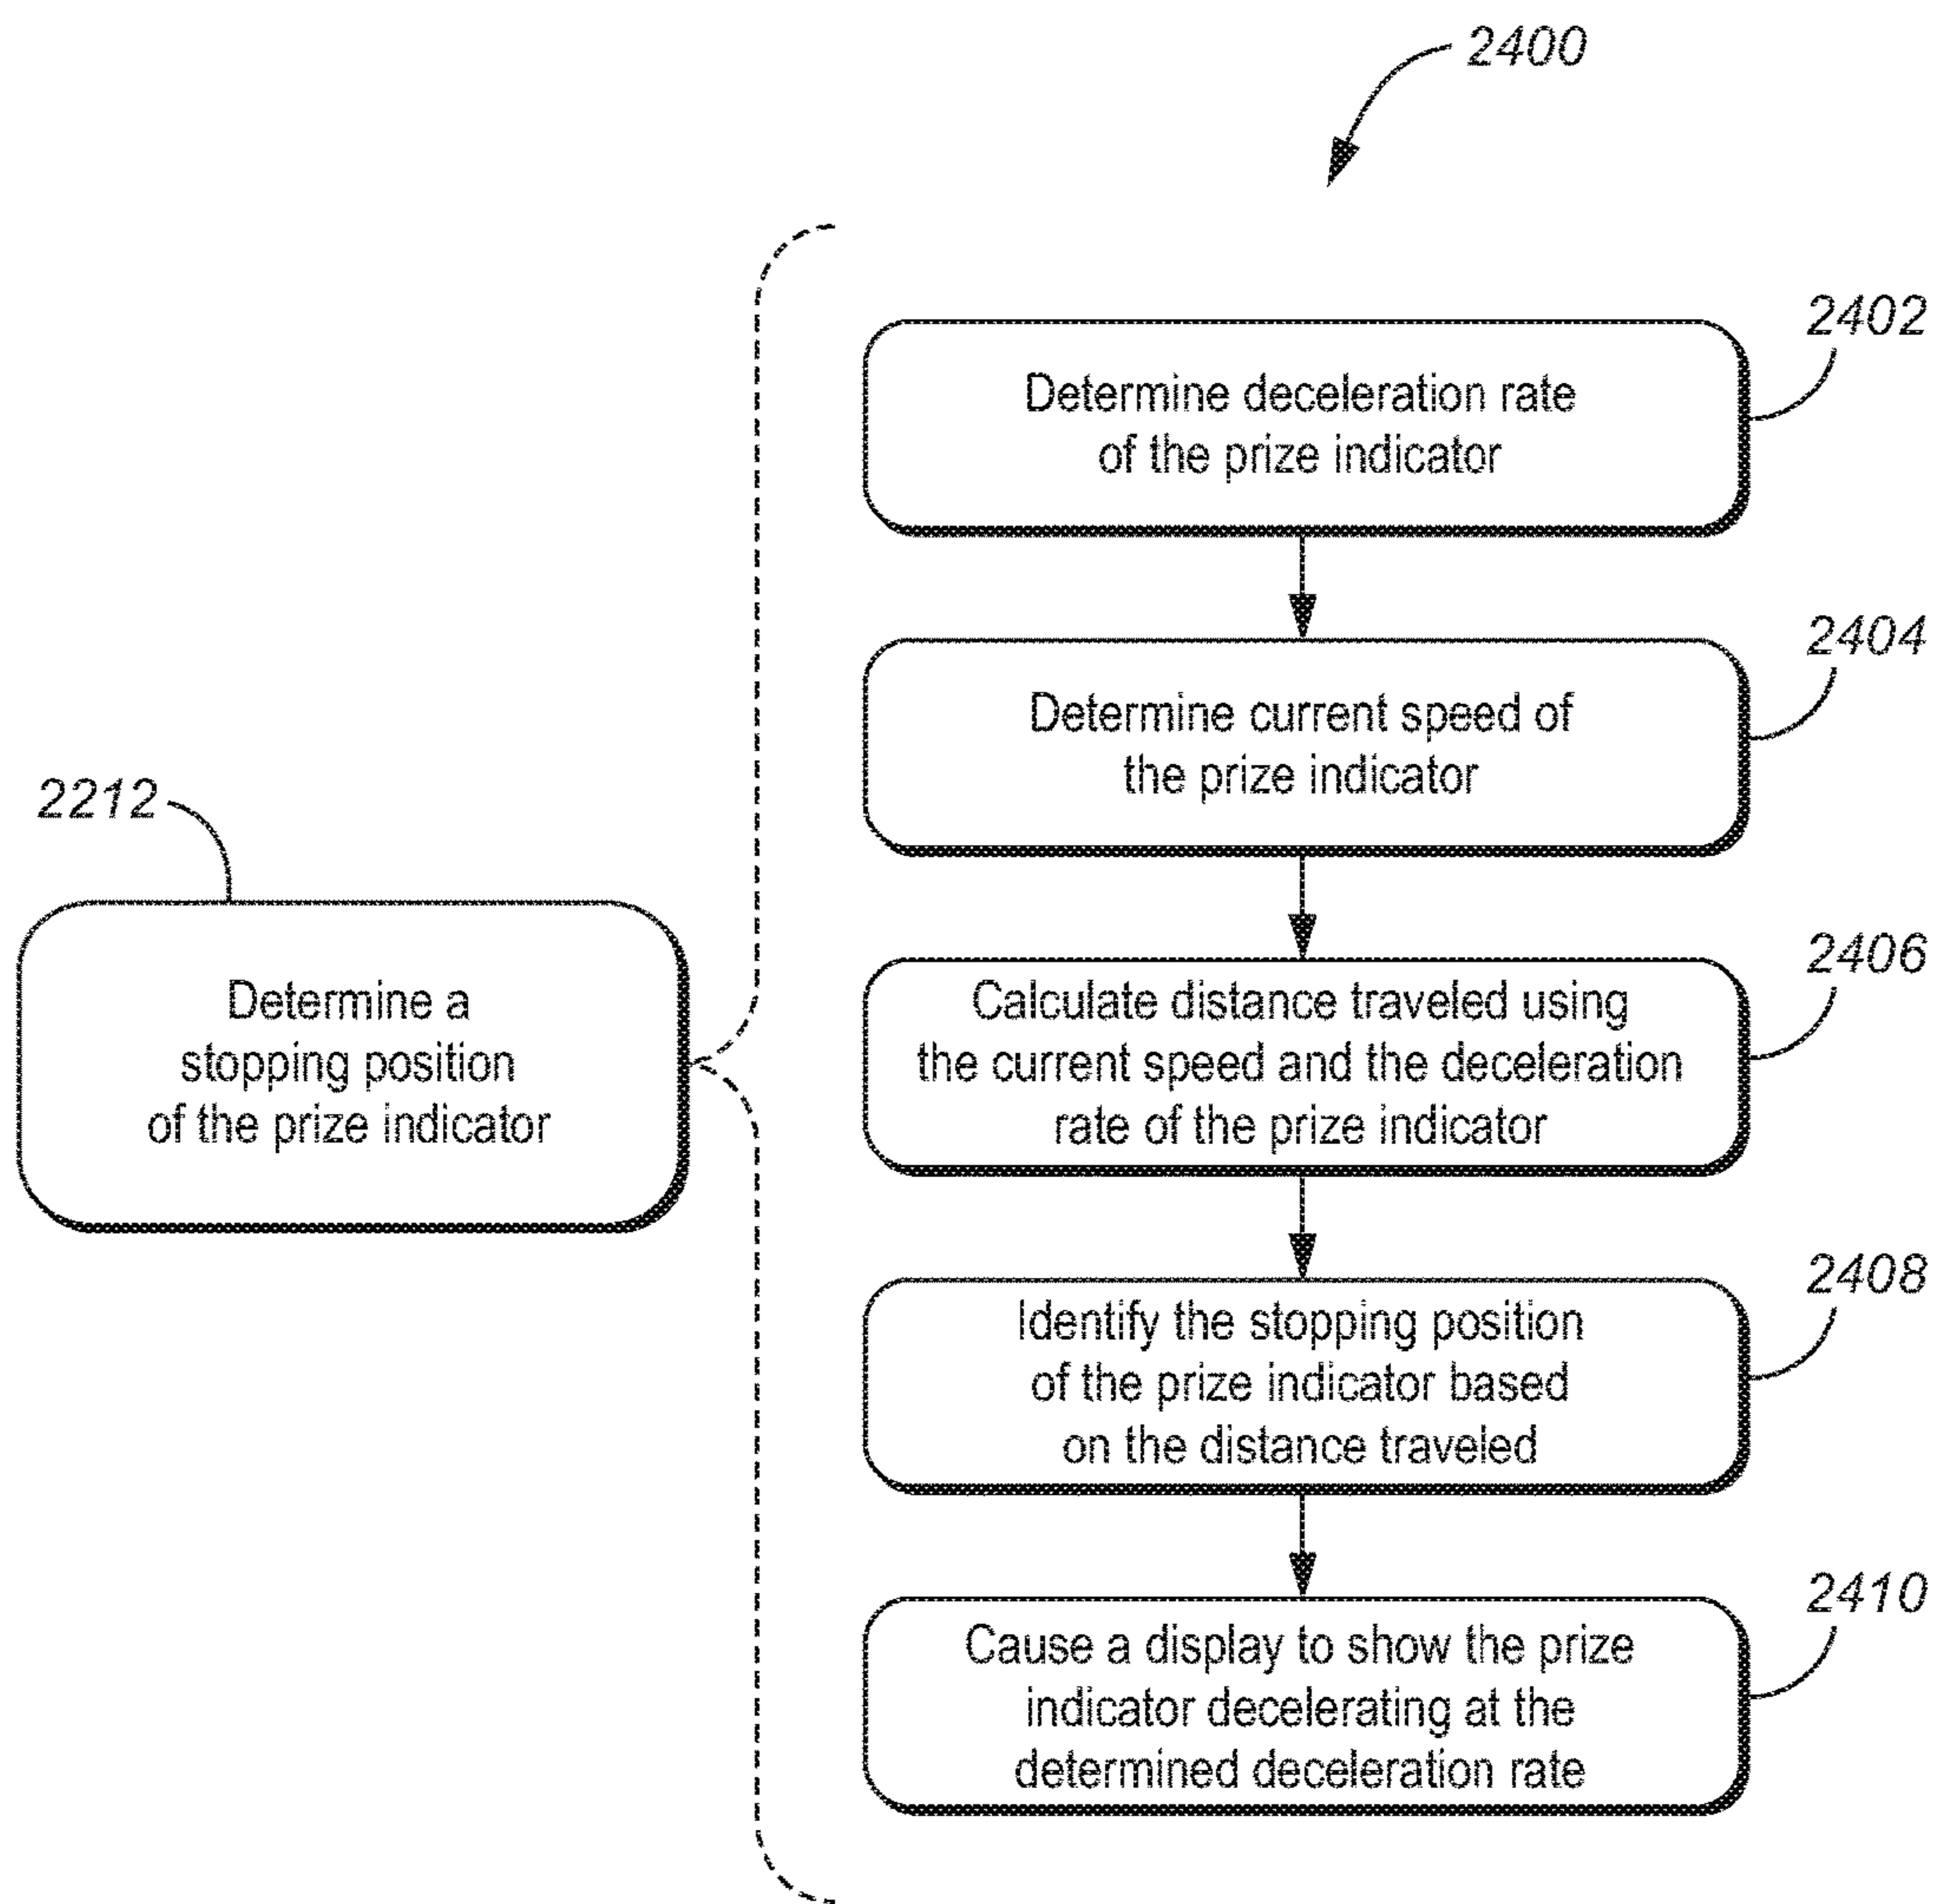 2400
2402
Determine deceleration rate
of the prize indicator
2404
Determine current speed of
the prize indicator
2212
Determine a
stopping position
of the prize indicator
2406
Calculate distance traveled using
the current speed and the deceleration
rate of the prize indicator
2408
Identify the stopping position
of the prize indicator based
on the distance traveled
2410
Cause a display to show the prize
indicator decelerating at the
determined deceleration rate